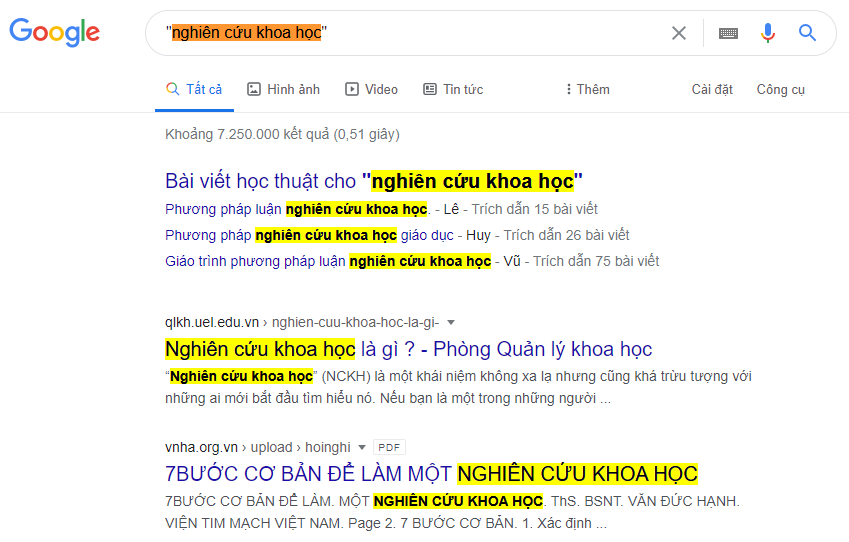 Google
"nghiên cứu khoa học"
Tất cả Hình ảnh Video Tin tức Thêm Cài đặt Công cụ
Khoảng 7.250.000 kết quả (0,51 giây)
Bài viết học thuật cho "nghiên cứu khoa học"
Phương pháp luận nghiên cứu khoa học. - Lê - Trích dẫn 15 bài viết
Phương pháp nghiên cứu khoa học giáo dục - Huy - Trích dẫn 26 bài viết
Giáo trình phương pháp luận nghiên cứu khoa học - Vũ - Trích dẫn 75 bài viết
qlkh.uel.edu.vn › nghien-cuu-khoa-hoc-la-gi-
Nghiên cứu khoa học là gì ? - Phòng Quản lý khoa học
“Nghiên cứu khoa học” (NCKH) là một khái niệm không xa lạ nhưng cũng khá trừu tượng với
những ai mới bắt đầu tìm hiểu nó. Nếu bạn là một trong những người ...
vnha.org.vn › upload › hoinghi PDF
7BƯỚC CƠ BẢN ĐỂ LÀM MỘT NGHIÊN CỨU KHOA HỌC
7BƯỚC CƠ BẢN ĐỂ LÀM. MỘT NGHIÊN CỨU KHOA HỌC. ThS. BSNT. VĂN ĐỨC HẠNH.
VIỆN TIM MẠCH VIỆT NAM. Page 2. 7 BƯỚC CƠ BẢN. 1. Xác định ...